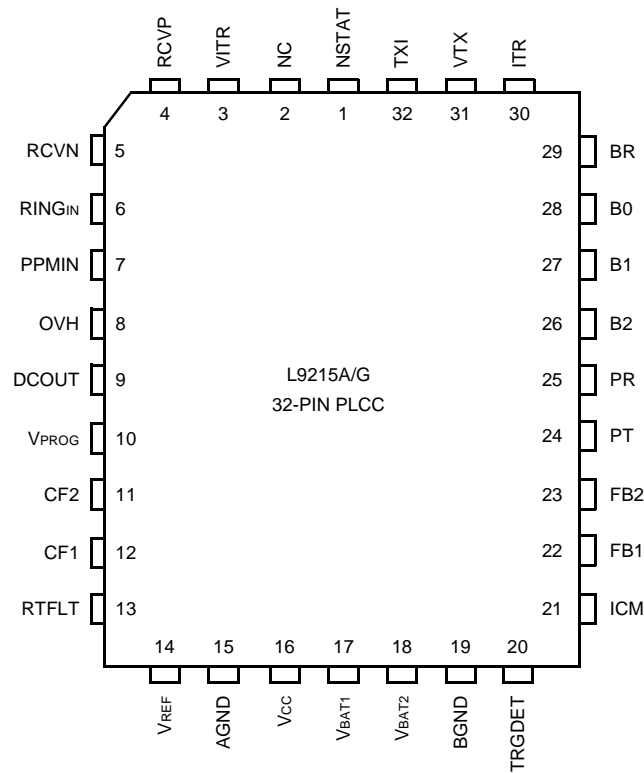 RCVP
VITR
NC
NSTAT
TXI
VTX
ITR
4
3
2
1
32
31
30
RCVN
5
29
BR
RINGIN
6
28
B0
PPMIN
7
27
B1
OVH
8
26
B2
DCOUT
9
25
PR
L9215A/G
32-PIN PLCC
VPROG
10
24
PT
CF2
11
23
FB2
CF1
12
22
FB1
RTFLT
13
21
ICM
14
15
16
17
18
19
20
VREF
AGND
VCC
VBAT1
VBAT2
BGND
TRGDET